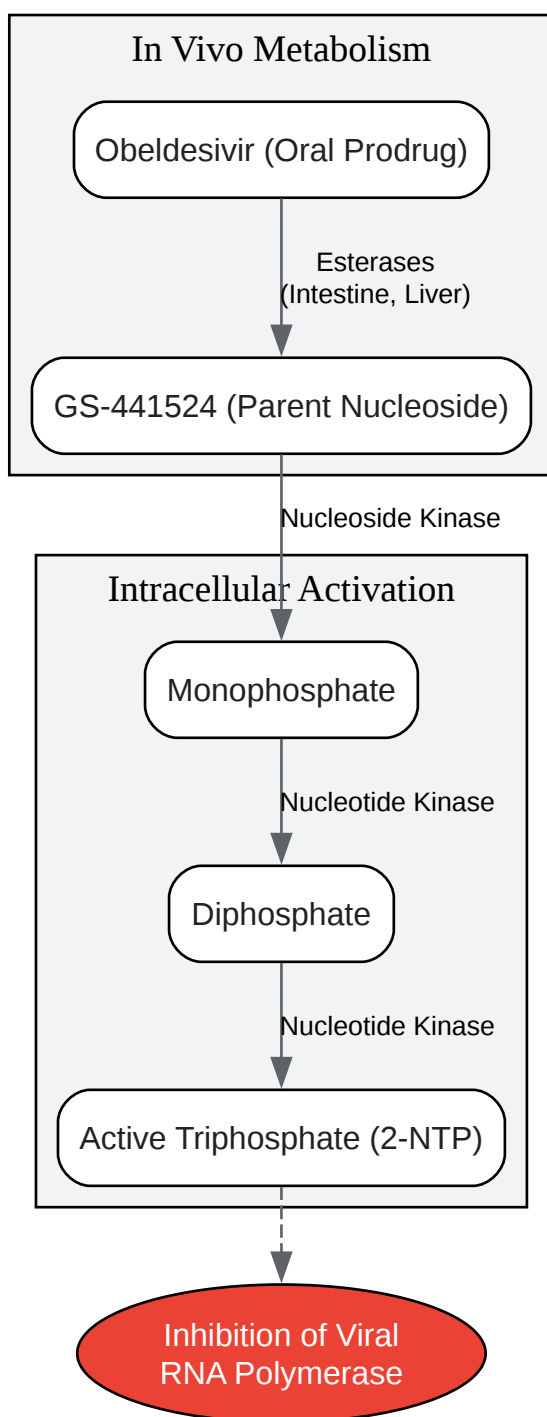 In Vivo Metabolism
Obeldesivir (Oral Prodrug)
Esterases
(Intestine, Liver)
GS-441524 (Parent Nucleoside)
Nucleoside Kinase
Intracellular Activation
Monophosphate
Nucleotide Kinase
Diphosphate
Nucleotide Kinase
Active Triphosphate (2-NTP)
Inhibition of Viral
RNA Polymerase